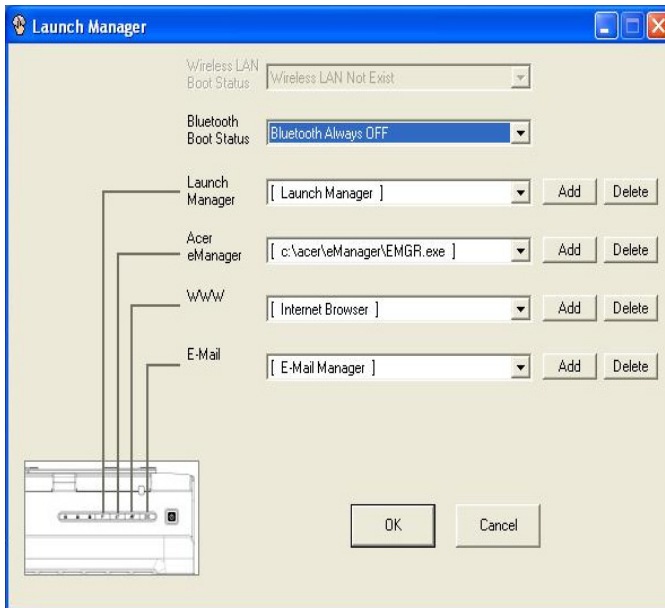 Launch Manager
Wireless LAN
Boot Status
Wireless LAN Not Exist
Bluetooth
Boot Status
Bluetooth Always OFF
Launch
Manager
[ Launch Manager ]
Add
Delete
Acer
eManager
[ c:\acer\eManager\EMGR.exe ]
Add
Delete
WWW
[ Internet Browser ]
Add
Delete
E-Mail
[ E-Mail Manager ]
Add
Delete
OK
Cancel